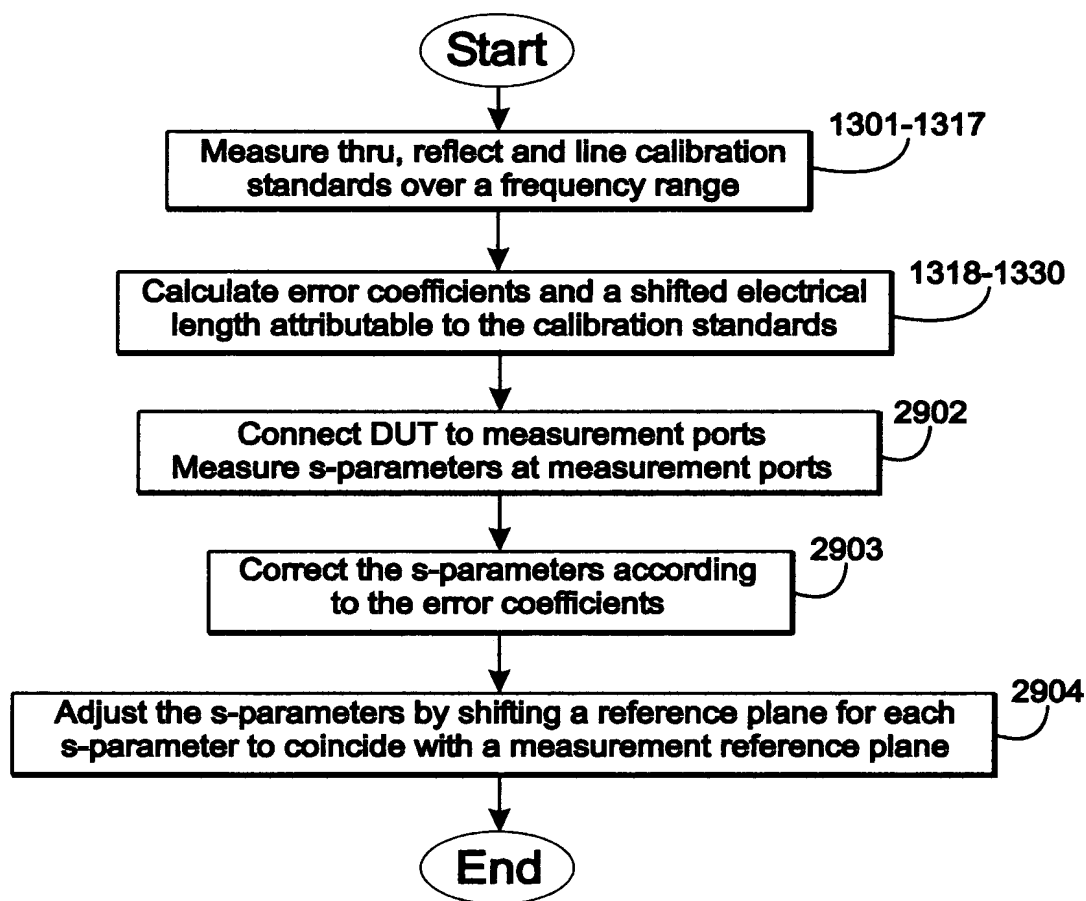 Start
1301-1317
Measure thru, reflect and line calibration
standards over a frequency range
1318-1330
Calculate error coefficients and a shifted electrical
length attributable to the calibration standards
2902
Connect DUT to measurement ports
Measure s-parameters at measurement ports
2903
Correct the s-parameters according
to the error coefficients
2904
Adjust the s-parameters by shifting a reference plane for each
s-parameter to coincide with a measurement reference plane
End